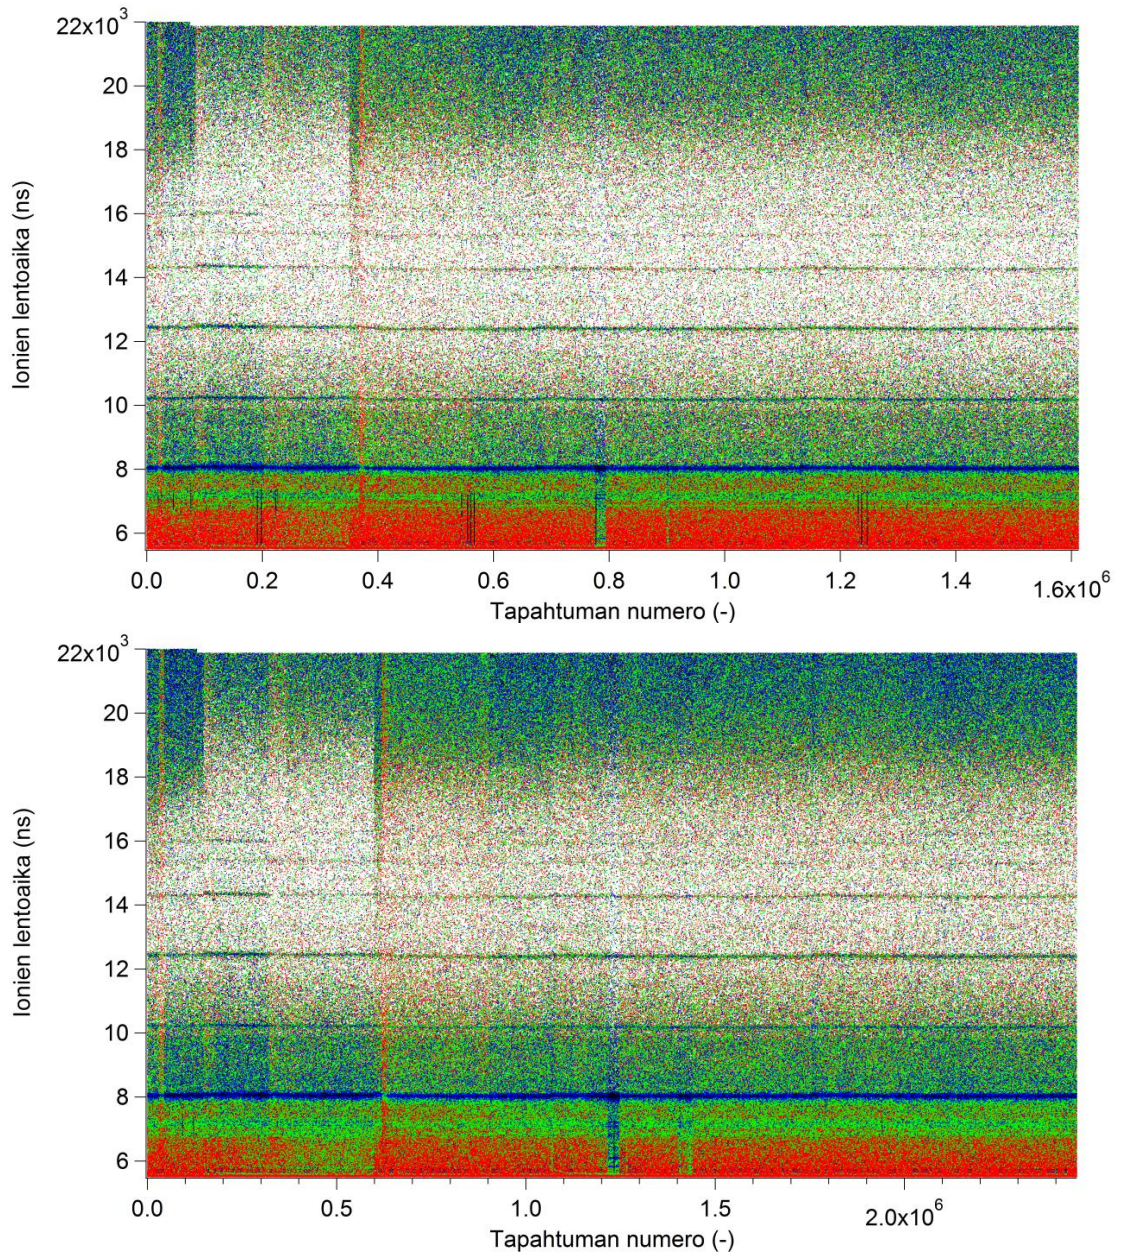 22x10³
20
18
16
14
12
10
8
6
Ionien lentoaika (ns)
0.0 0.2 0.4 0.6 0.8 1.0 1.2 1.4 1.6x10⁶
Tapahtuman numero (-)
22x10³
20
18
16
14
12
10
8
6
Ionien lentoaika (ns)
0.0 0.5 1.0 1.5 2.0x10⁶
Tapahtuman numero (-)